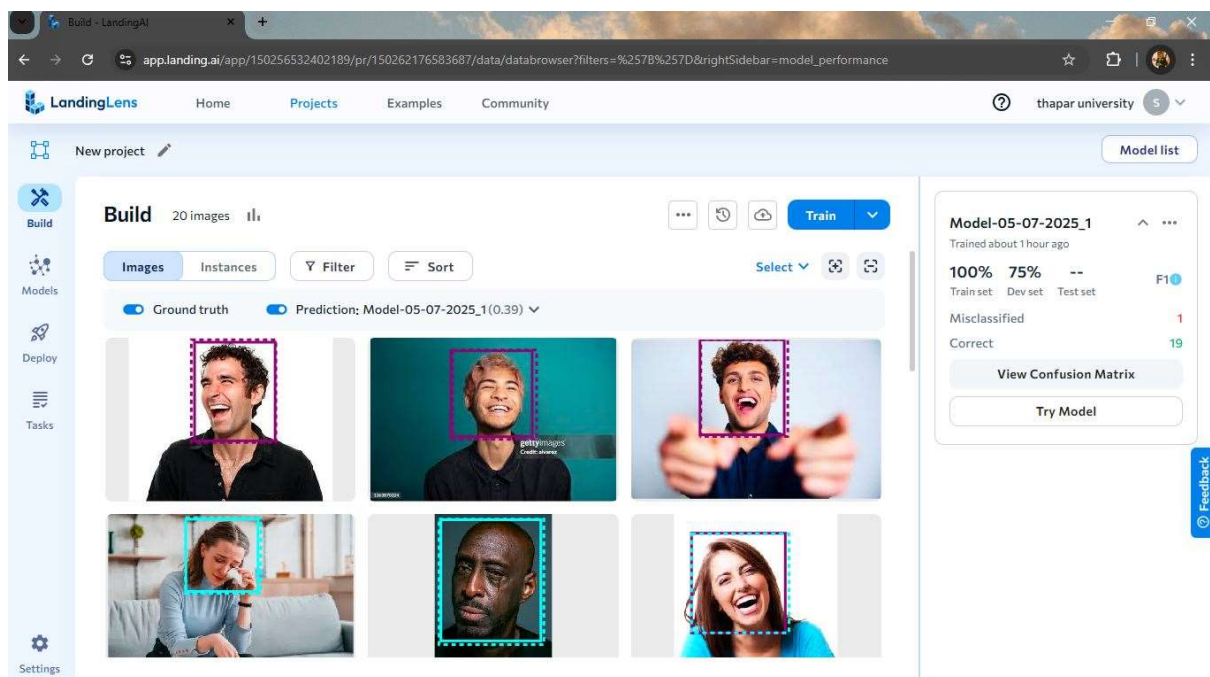 Build - LandingAI
app.landing.ai/app/150256532402189/pr/150262176583687/data/databrowser?filters=%257B%257D&rightSidebar=model_performance
LandingLens Home Projects Examples Community thapar university S
New project Model list
Build
Models
Deploy
Tasks
Settings
Build 20 images Train
Images Instances Filter Sort Select
Ground truth Prediction: Model-05-07-2025_1(0.39)
gettyimages
Credit: alvarez
Model-05-07-2025_1
Trained about 1 hour ago
100% 75% -- F1
Train set Dev set Test set
Misclassified 1
Correct 19
View Confusion Matrix
Try Model
Feedback